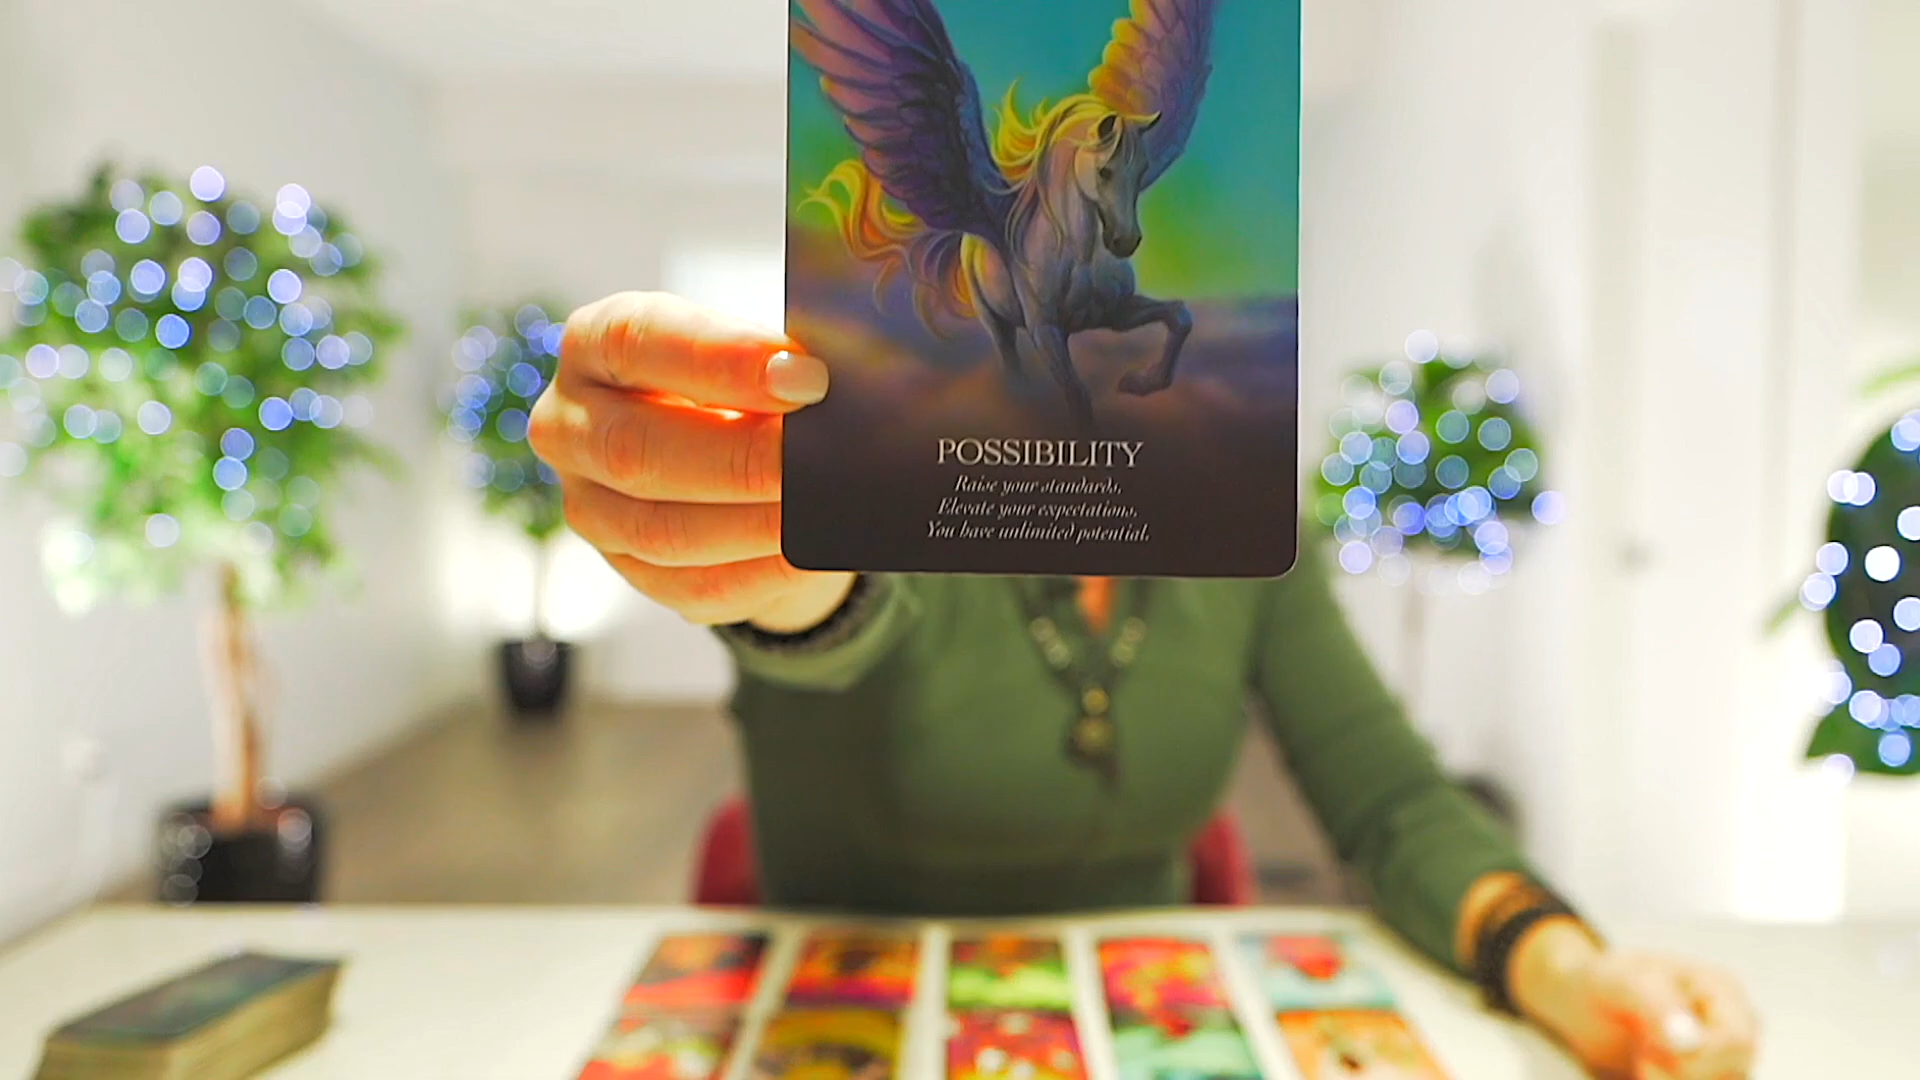 POSSIBILITY
Raise your standards.
Elevate your expectations.
You have unlimited potential.